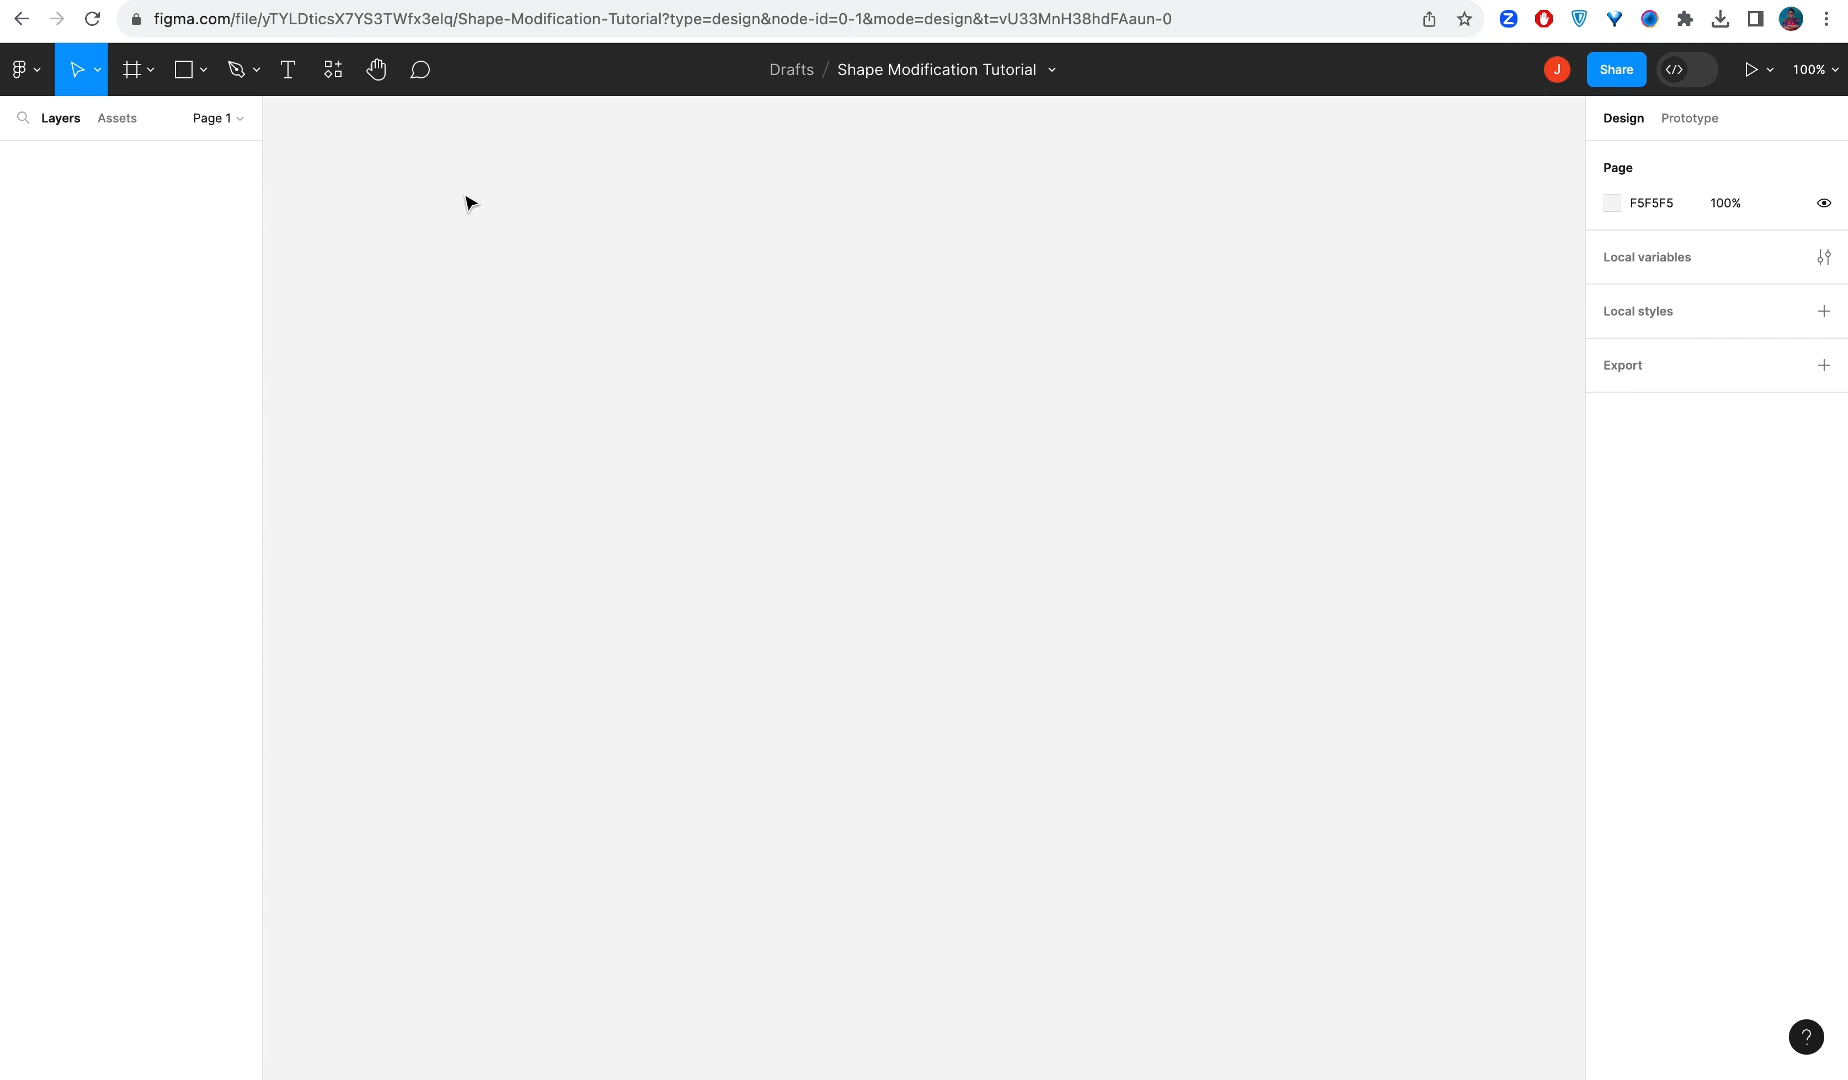 figma.com/file/yTYLDticsX7YS3TWfx3elq/Shape-Modification-Tutorial?type=design&node-id=0-1&mode=design&t=vU33MnH38hdFAaun-0
Drafts / Shape Modification Tutorial
J
Share
100%
Layers
Assets
Page 1
Design
Prototype
Page
F5F5F5
100%
Local variables
Local styles
Export
?